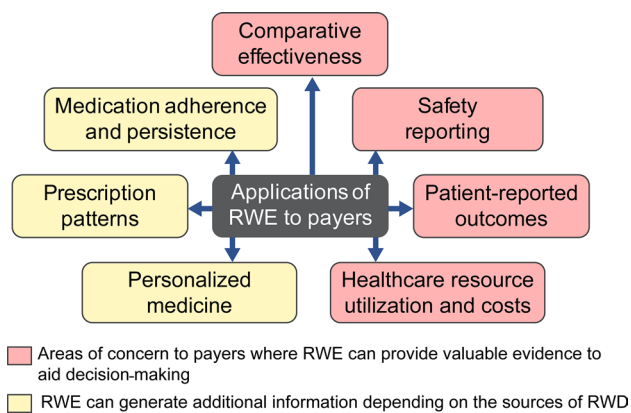 Comparative
effectiveness
Medication adherence
and persistence
Safety
reporting
Prescription
patterns
Applications of
RWE to payers
Patient-reported
outcomes
Personalized
medicine
Healthcare resource
utilization and costs
Areas of concern to payers where RWE can provide valuable evidence to
aid decision-making
RWE can generate additional information depending on the sources of RWD